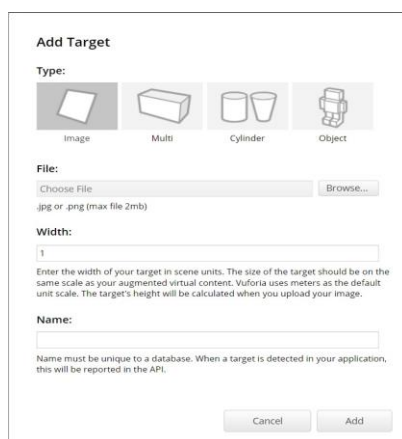 Add Target
Type:
Image Multi Cylinder Object
File:
Choose File Browse...
.jpg or .png (max file 2mb)
Width:
1
Enter the width of your target in scene units. The size of the target should be on the
same scale as your augmented virtual content. Vuforia uses meters as the default
unit scale. The target's height will be calculated when you upload your image.
Name:
Name must be unique to a database. When a target is detected in your application,
this will be reported in the API.
Cancel Add